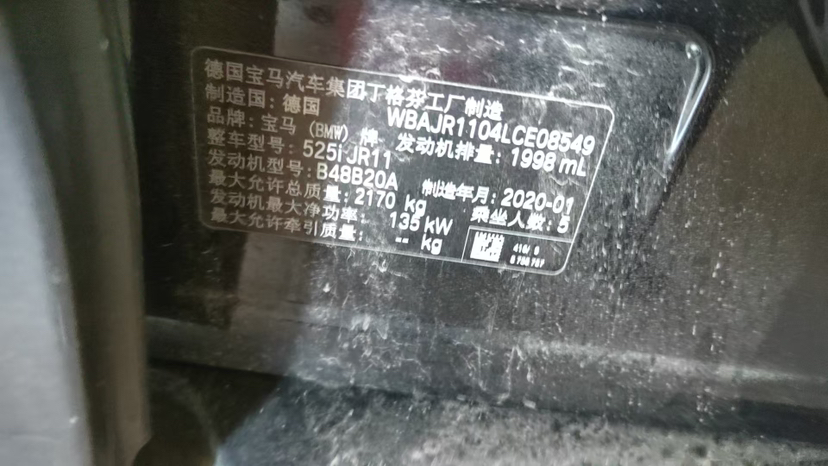 德国宝马汽车集团丁格芬工厂制造
制造国：德国 WBAJR1104LCE08549
品牌：宝马 (BMW) 牌 发动机排量：1998 mL
整车型号：525i JR11
发动机型号：B48B20A 制造年月：2020-01
最大允许总质量：2170 kg 乘坐人数：5
发动机最大净功率： 135 kW
最大允许牵引质量： -- kg